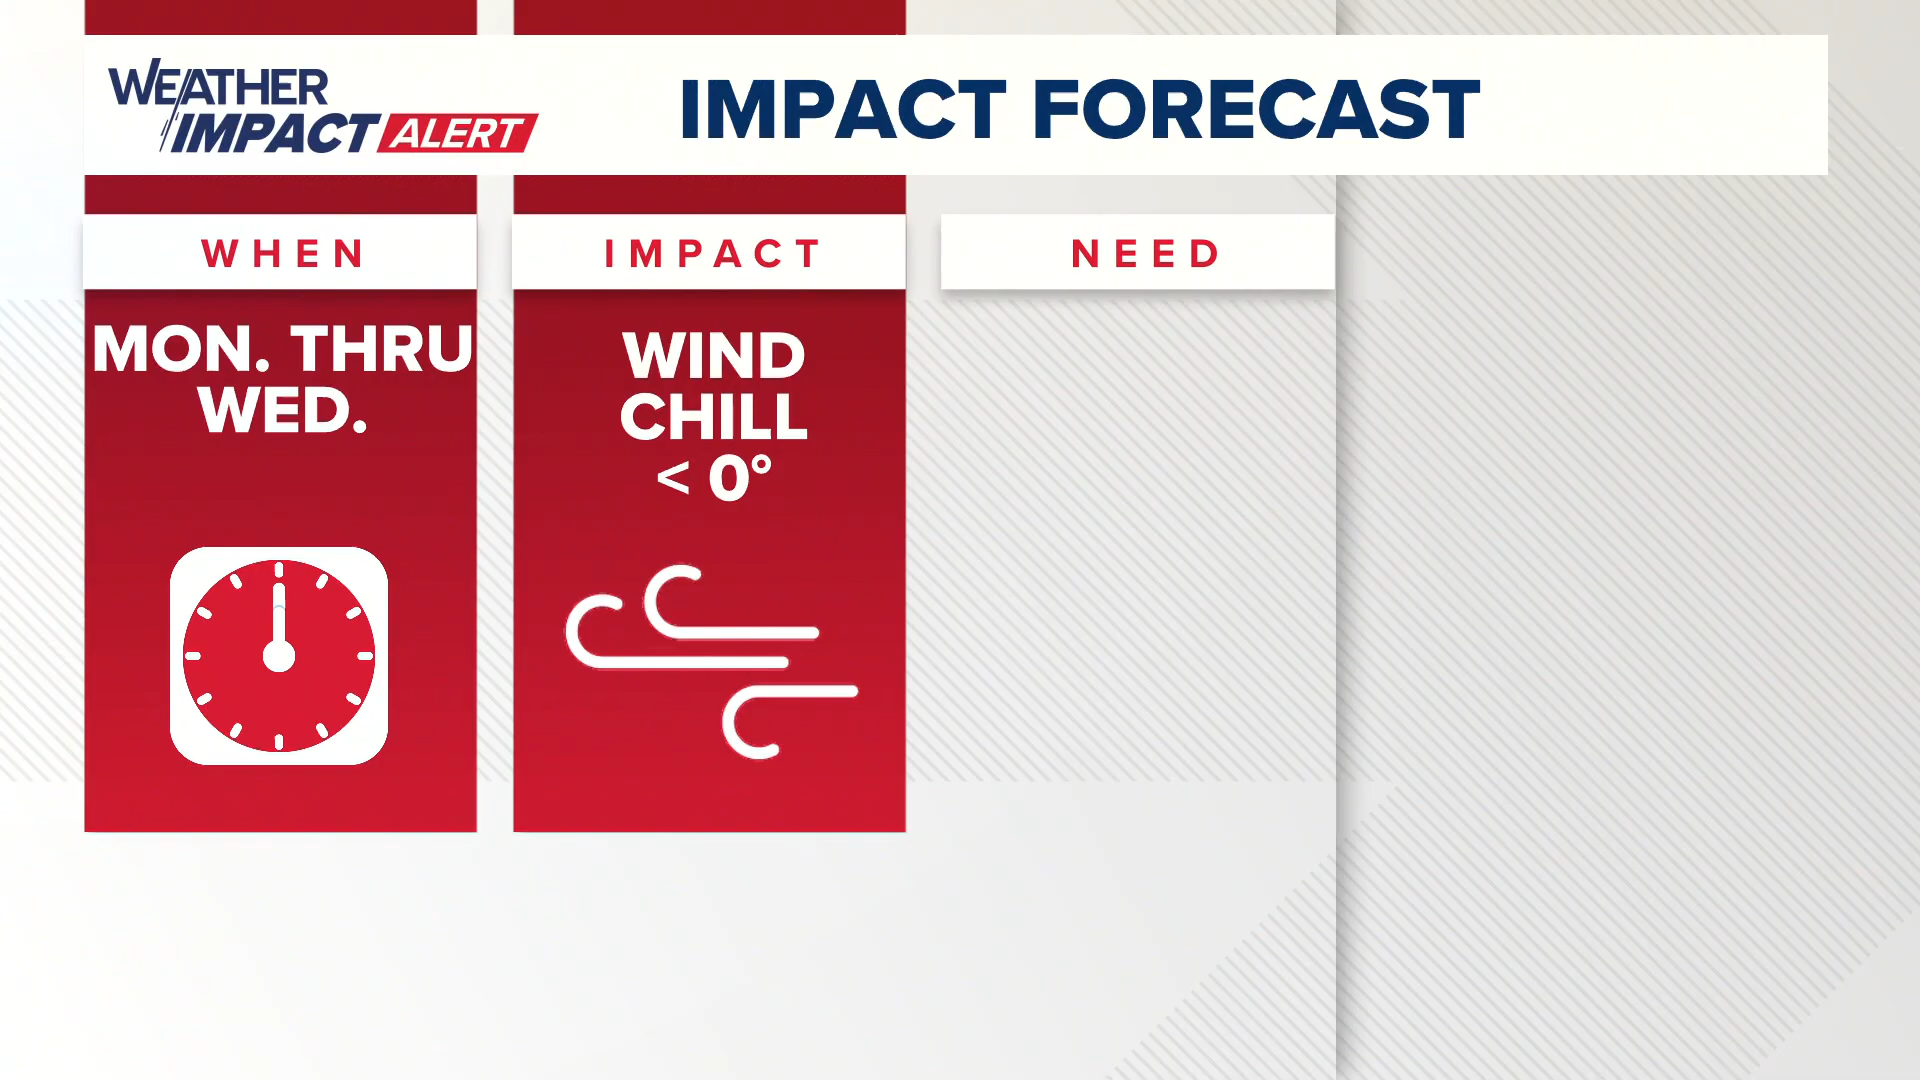 WEATHER
IMPACT ALERT
IMPACT FORECAST
WHEN
IMPACT
NEED
MON. THRU
WED.
WIND
CHILL
< 0°